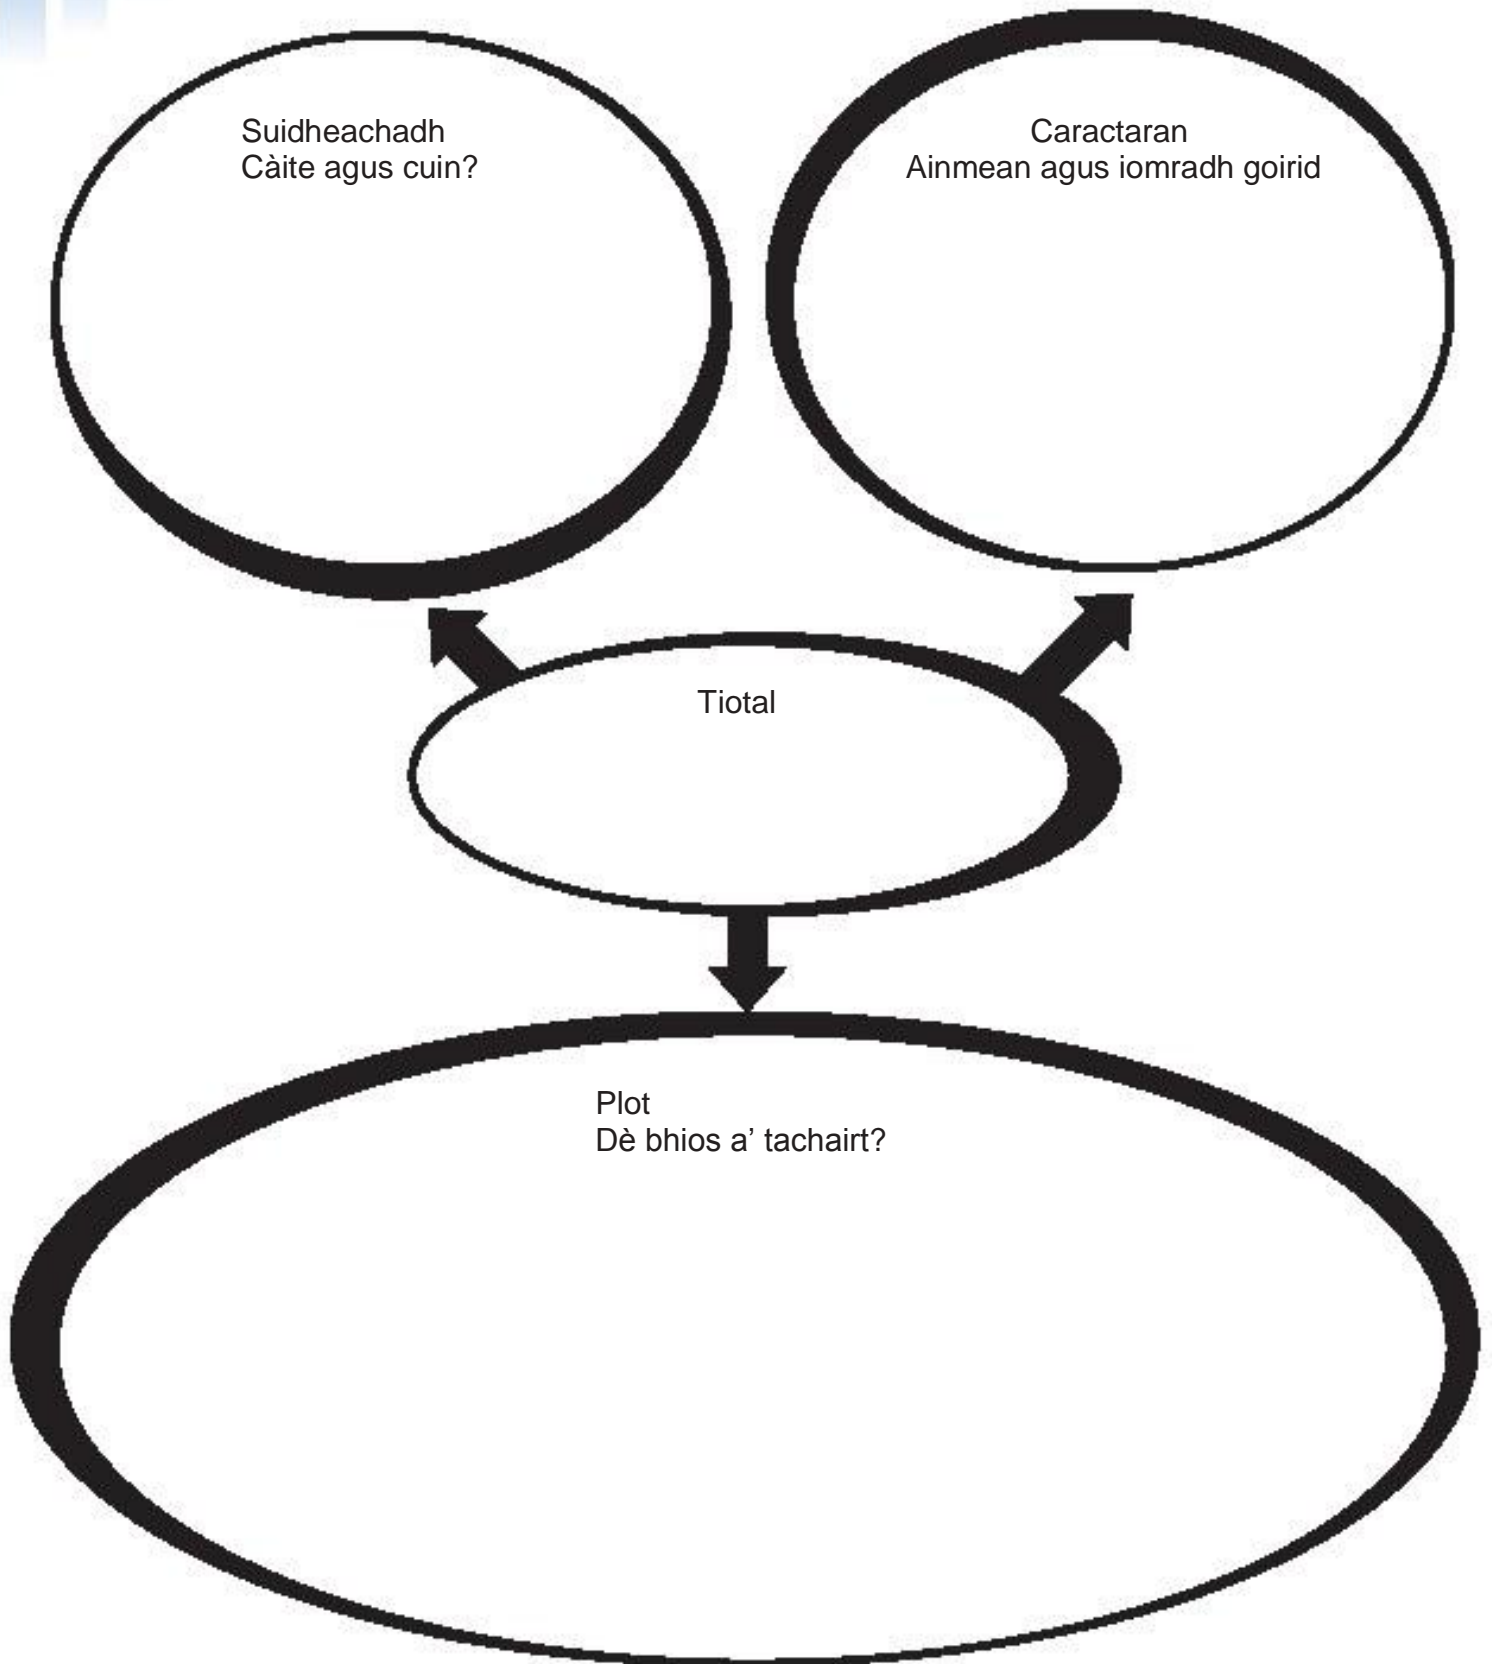 Suidheachadh
Càite agus cuin?
Caractaran
Ainmean agus iomradh goirid
Tiotal
Plot
Dè bhios a’ tachairt?